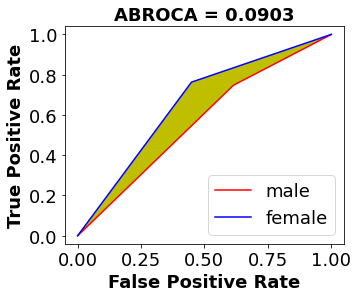 ABROCA = 0.0903
True Positive Rate
1.0
0.8
0.6
0.4
0.2
0.0
male
female
0.00 0.25 0.50 0.75 1.00
False Positive Rate